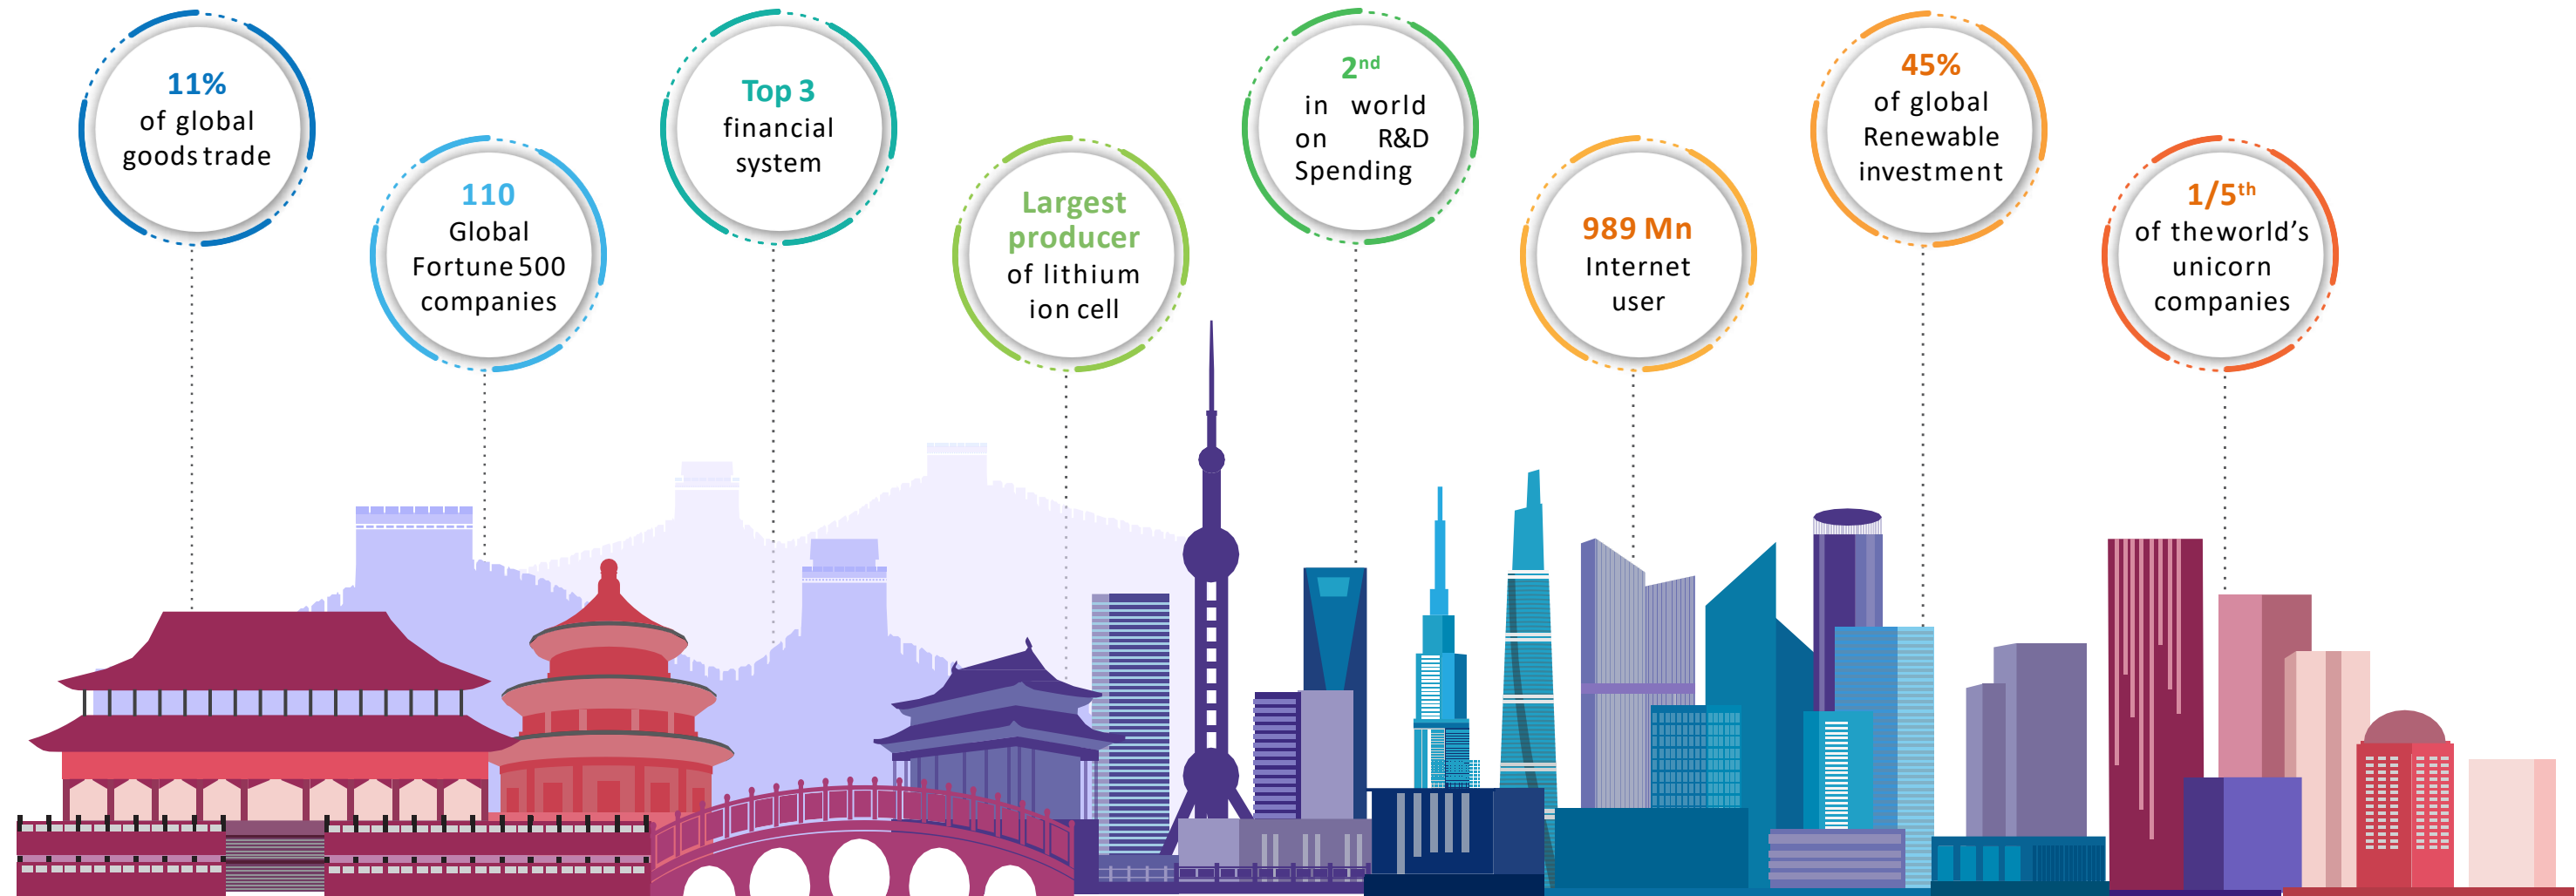 11%
of global
goods trade
110
Global
Fortune 500
companies
Top 3
financial
system
Largest
producer
of lithium
ion cell
2nd
in world
on R&D
Spending
989 Mn
Internet
user
45%
of global
Renewable
investment
1/5th
of theworld's
unicorn
companies